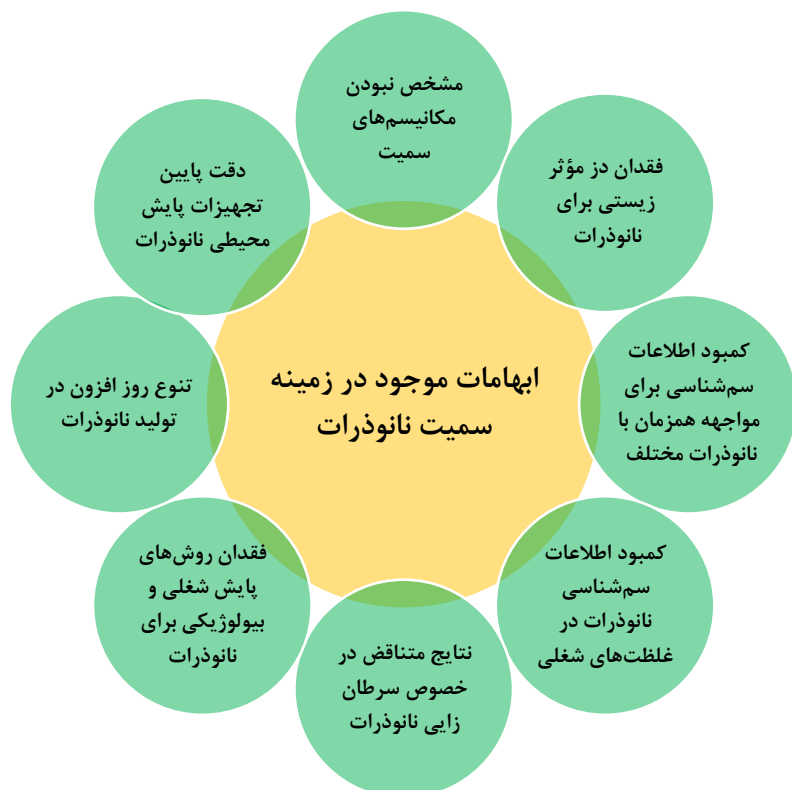 مشخص نبودن
مکانیسم‌های
سمیت
فقدان دز مؤثر
زیستی برای
نانوذرات
کمبود اطلاعات
سم‌شناسی برای
مواجهه همزمان با
نانوذرات مختلف
کمبود اطلاعات
سم‌شناسی
نانوذرات در
غلظت‌های شغلی
نتایج متناقض در
خصوص سرطان
زایی نانوذرات
فقدان روش‌های
پایش شغلی و
بیولوژیکی برای
نانوذرات
تنوع روز افزون در
تولید نانوذرات
دقت پایین
تجهیزات پایش
محیطی نانوذرات
ابهامات موجود در زمینه
سمیت نانوذرات